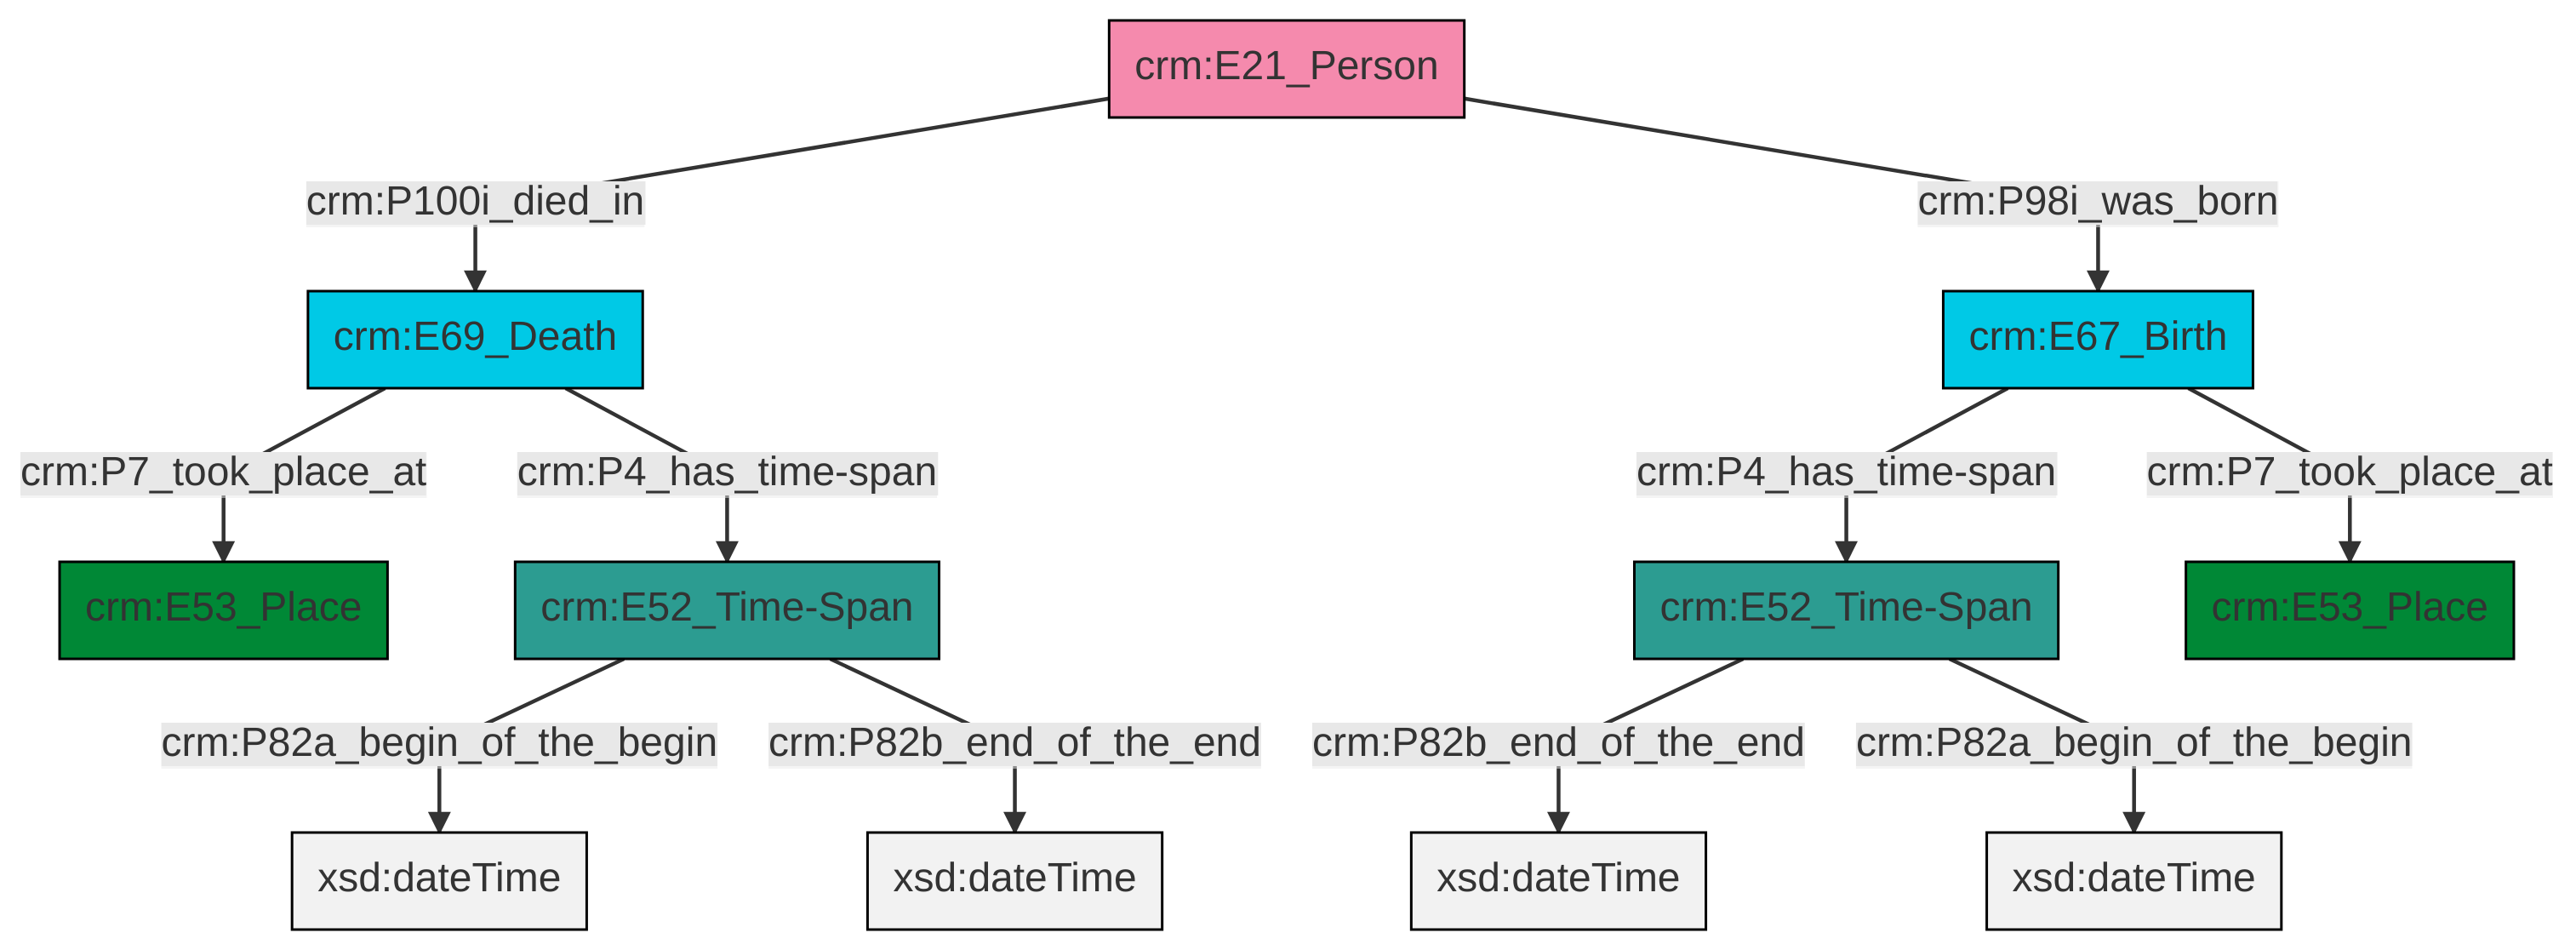 crm:E21_Person
crm:P100i_died_in
crm:P98i_was_born
crm:E69_Death
crm:E67_Birth
crm:P7_took_place_at
crm:P4_has_time-span
crm:P4_has_time-span
crm:P7_took_place_at
crm:E53_Place
crm:E52_Time-Span
crm:E52_Time-Span
crm:E53_Place
crm:P82a_begin_of_the_begin
crm:P82b_end_of_the_end
crm:P82b_end_of_the_end
crm:P82a_begin_of_the_begin
xsd:dateTime
xsd:dateTime
xsd:dateTime
xsd:dateTime